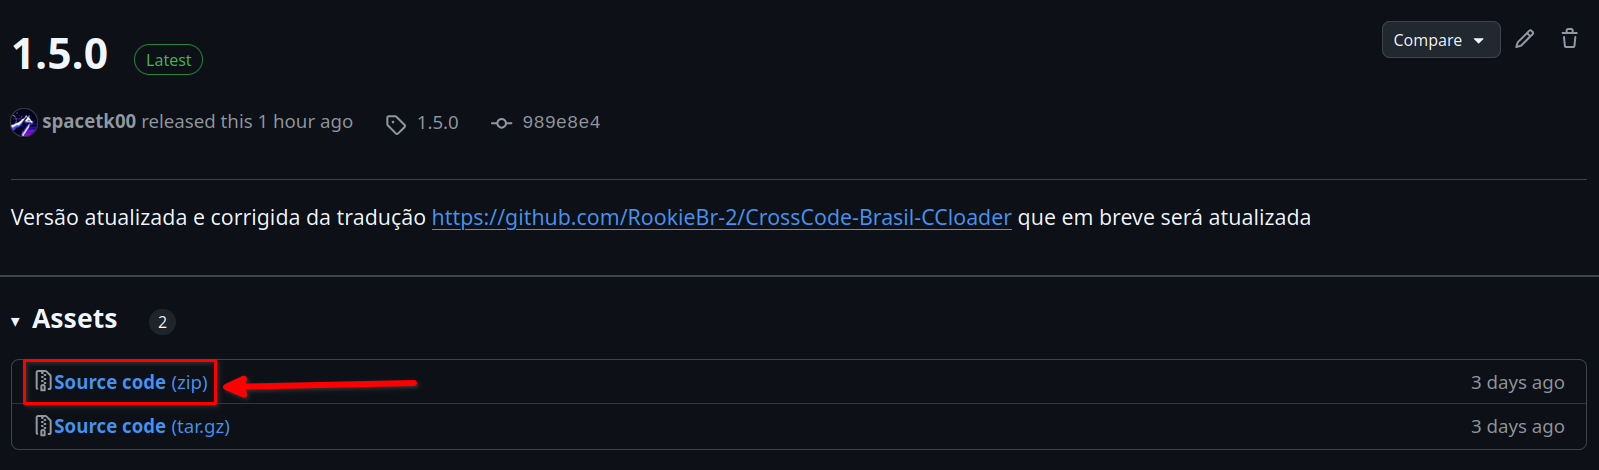 1.5.0 Latest Compare
spacetk00 released this 1 hour ago 1.5.0 989e8e4
Versão atualizada e corrigida da tradução https://github.com/RookieBr-2/CrossCode-Brasil-CCloader que em breve será atualizada
Assets 2
Source code (zip) 3 days ago
Source code (tar.gz) 3 days ago